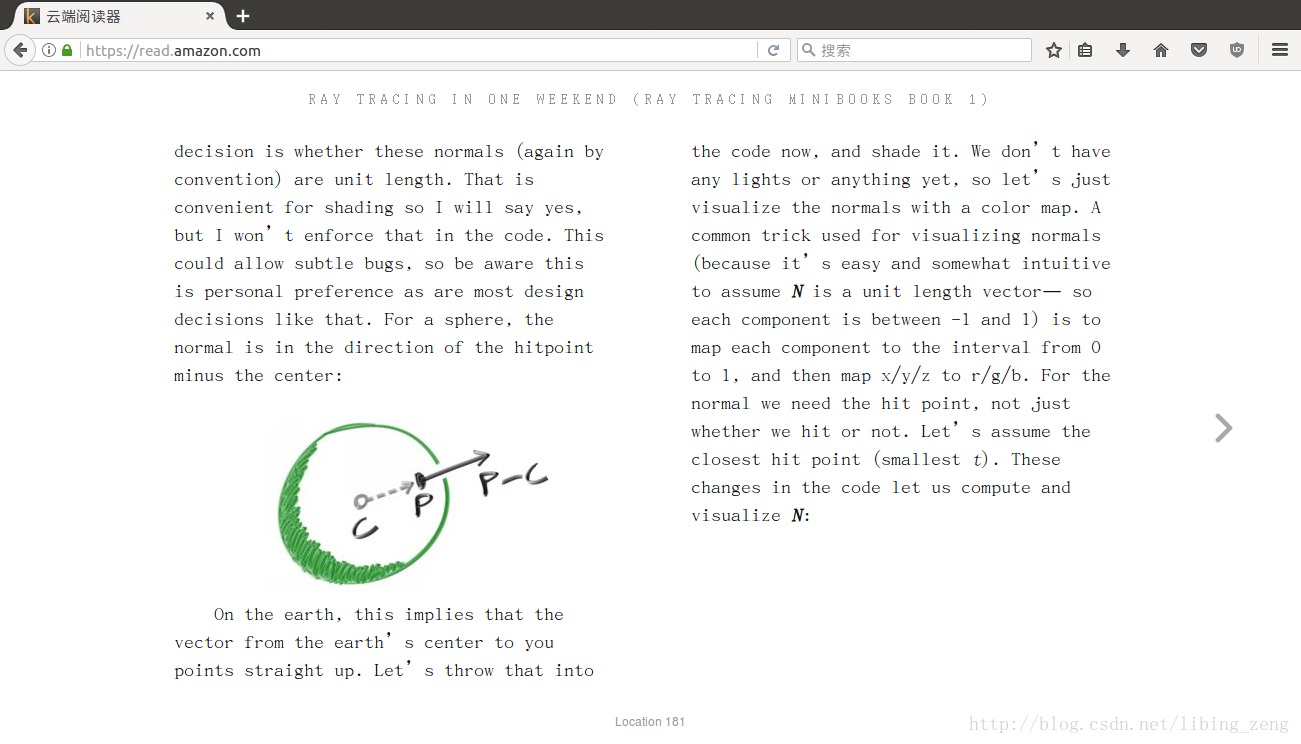 云端阅读器
https://read.amazon.com
搜索
RAY TRACING IN ONE WEEKEND (RAY TRACING MINIBOOKS BOOK 1)
decision is whether these normals (again by
convention) are unit length. That is
convenient for shading so I will say yes,
but I won’t enforce that in the code. This
could allow subtle bugs, so be aware this
is personal preference as are most design
decisions like that. For a sphere, the
normal is in the direction of the hitpoint
minus the center:
C
P
P-C
On the earth, this implies that the
vector from the earth’s center to you
points straight up. Let’s throw that into
the code now, and shade it. We don’t have
any lights or anything yet, so let’s just
visualize the normals with a color map. A
common trick used for visualizing normals
(because it’s easy and somewhat intuitive
to assume N is a unit length vector— so
each component is between -1 and 1) is to
map each component to the interval from 0
to 1, and then map x/y/z to r/g/b. For the
normal we need the hit point, not just
whether we hit or not. Let’s assume the
closest hit point (smallest t). These
changes in the code let us compute and
visualize N:
Location 181
http://blog.csdn.net/libing_zeng